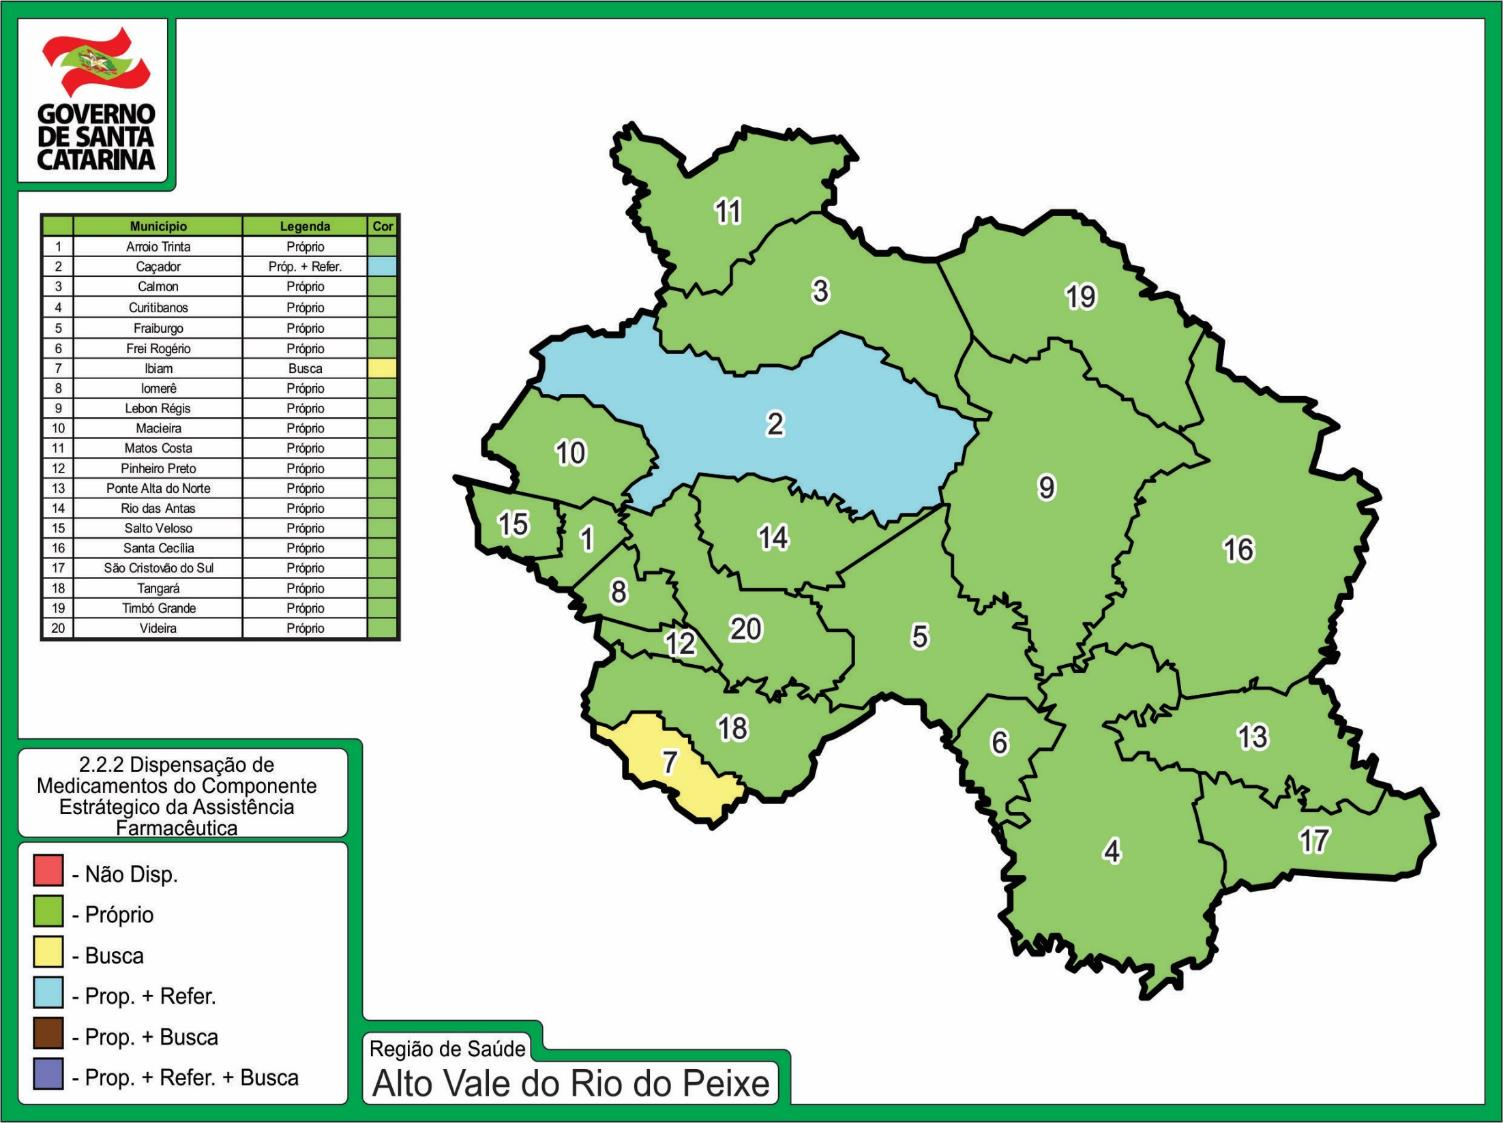 GOVERNO
DE SANTA
CATARINA
Município Legenda Cor
1 Arroio Trinta Próprio
2 Caçador Próp. + Refer.
3 Calmon Próprio
4 Curitibanos Próprio
5 Fraiburgo Próprio
6 Frei Rogério Próprio
7 Ibiam Busca
8 Iomerê Próprio
9 Lebon Régis Próprio
10 Macieira Próprio
11 Matos Costa Próprio
12 Pinheiro Preto Próprio
13 Ponte Alta do Norte Próprio
14 Rio das Antas Próprio
15 Salto Veloso Próprio
16 Santa Cecília Próprio
17 São Cristovão do Sul Próprio
18 Tangará Próprio
19 Timbó Grande Próprio
20 Videira Próprio
11
3
19
2
10
9
15
1
14
16
8
20
12
5
18
6
13
7
4
17
2.2.2 Dispensação de
Medicamentos do Componente
Estrátegico da Assistência
Farmacêutica
- Não Disp.
- Próprio
- Busca
- Prop. + Refer.
- Prop. + Busca
- Prop. + Refer. + Busca
Região de Saúde
Alto Vale do Rio do Peixe